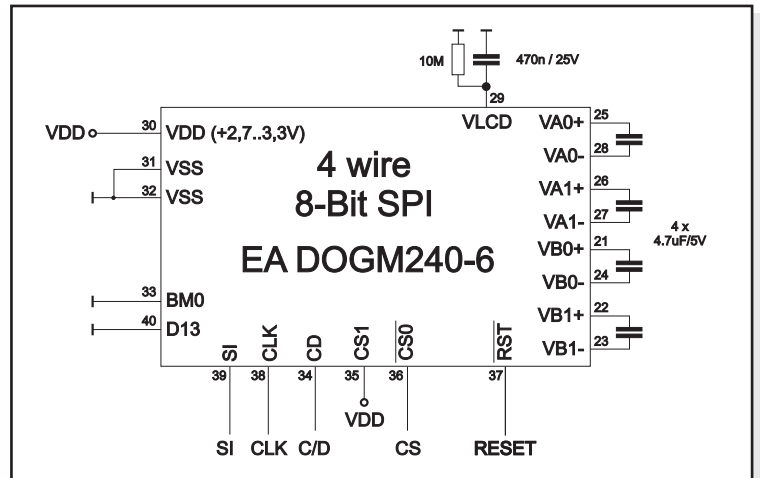 10M
470n / 25V
29
VLCD
VDD
30
VDD (+2,7..3,3V)
31
VSS
32
VSS
4 wire
8-Bit SPI
EA DOGM240-6
VA0+
25
VA0-
28
VA1+
26
VA1-
27
VB0+
21
VB0-
24
VB1+
22
VB1-
23
4 x
4.7uF/5V
33
BM0
40
D13
SI
CLK
CD
CS1
CS0
RST
39
38
34
35
36
37
VDD
SI
CLK
C/D
CS
RESET